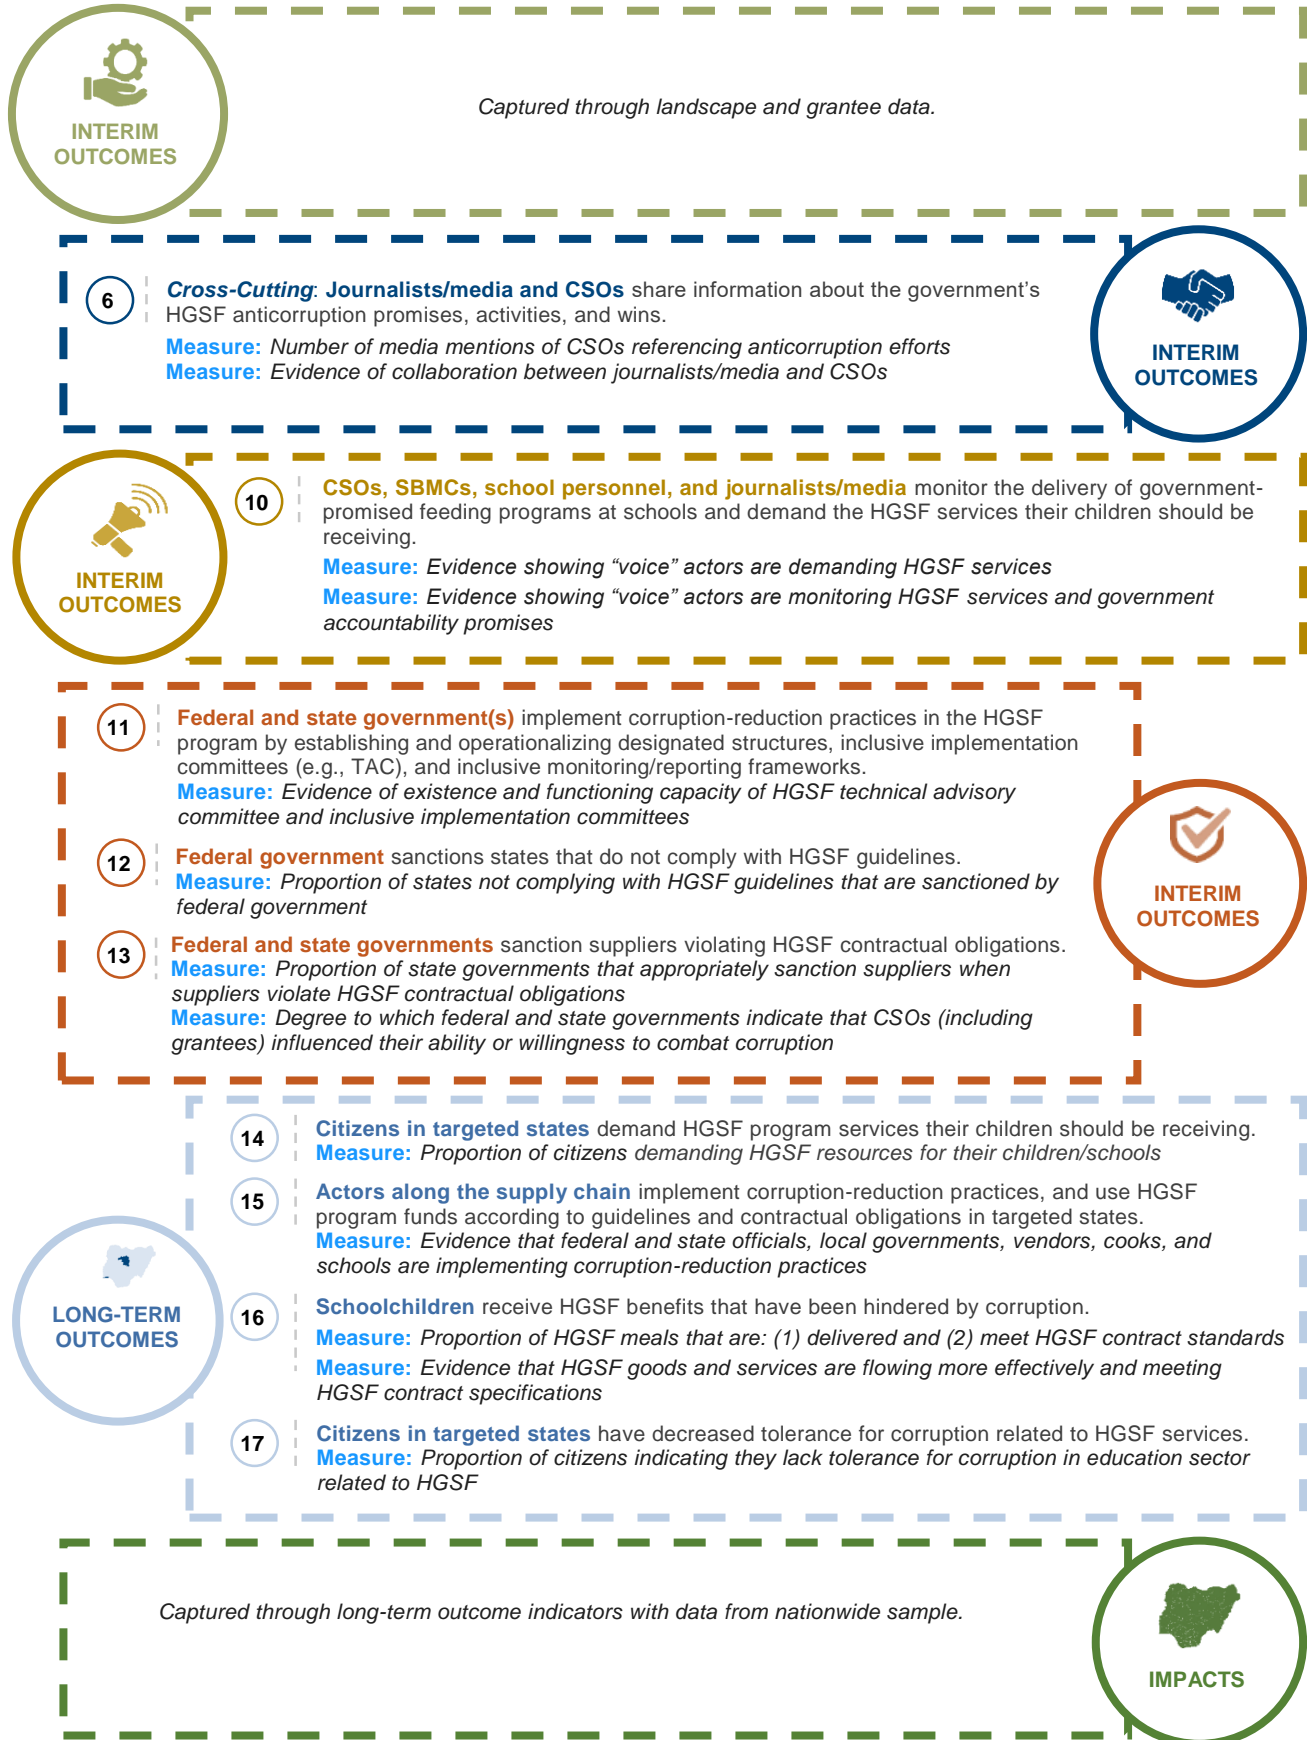 INTERIM
OUTCOMES
Captured through landscape and grantee data.
6
Cross-Cutting: Journalists/media and CSOs share information about the government's
HGSF anticorruption promises, activities, and wins.
Measure: Number of media mentions of CSOs referencing anticorruption efforts
Measure: Evidence of collaboration between journalists/media and CSOs
INTERIM
OUTCOMES
INTERIM
OUTCOMES
10
CSOs, SBMCs, school personnel, and journalists/media monitor the delivery of government-
promised feeding programs at schools and demand the HGSF services their children should be
receiving.
Measure: Evidence showing “voice” actors are demanding HGSF services
Measure: Evidence showing “voice” actors are monitoring HGSF services and government
accountability promises
11
Federal and state government(s) implement corruption-reduction practices in the HGSF
program by establishing and operationalizing designated structures, inclusive implementation
committees (e.g., TAC), and inclusive monitoring/reporting frameworks.
Measure: Evidence of existence and functioning capacity of HGSF technical advisory
committee and inclusive implementation committees
12
Federal government sanctions states that do not comply with HGSF guidelines.
Measure: Proportion of states not complying with HGSF guidelines that are sanctioned by
federal government
13
Federal and state governments sanction suppliers violating HGSF contractual obligations.
Measure: Proportion of state governments that appropriately sanction suppliers when
suppliers violate HGSF contractual obligations
Measure: Degree to which federal and state governments indicate that CSOs (including
grantees) influenced their ability or willingness to combat corruption
INTERIM
OUTCOMES
LONG-TERM
OUTCOMES
14
Citizens in targeted states demand HGSF program services their children should be receiving.
Measure: Proportion of citizens demanding HGSF resources for their children/schools
15
Actors along the supply chain implement corruption-reduction practices, and use HGSF
program funds according to guidelines and contractual obligations in targeted states.
Measure: Evidence that federal and state officials, local governments, vendors, cooks, and
schools are implementing corruption-reduction practices
16
Schoolchildren receive HGSF benefits that have been hindered by corruption.
Measure: Proportion of HGSF meals that are: (1) delivered and (2) meet HGSF contract standards
Measure: Evidence that HGSF goods and services are flowing more effectively and meeting
HGSF contract specifications
17
Citizens in targeted states have decreased tolerance for corruption related to HGSF services.
Measure: Proportion of citizens indicating they lack tolerance for corruption in education sector
related to HGSF
Captured through long-term outcome indicators with data from nationwide sample.
IMPACTS